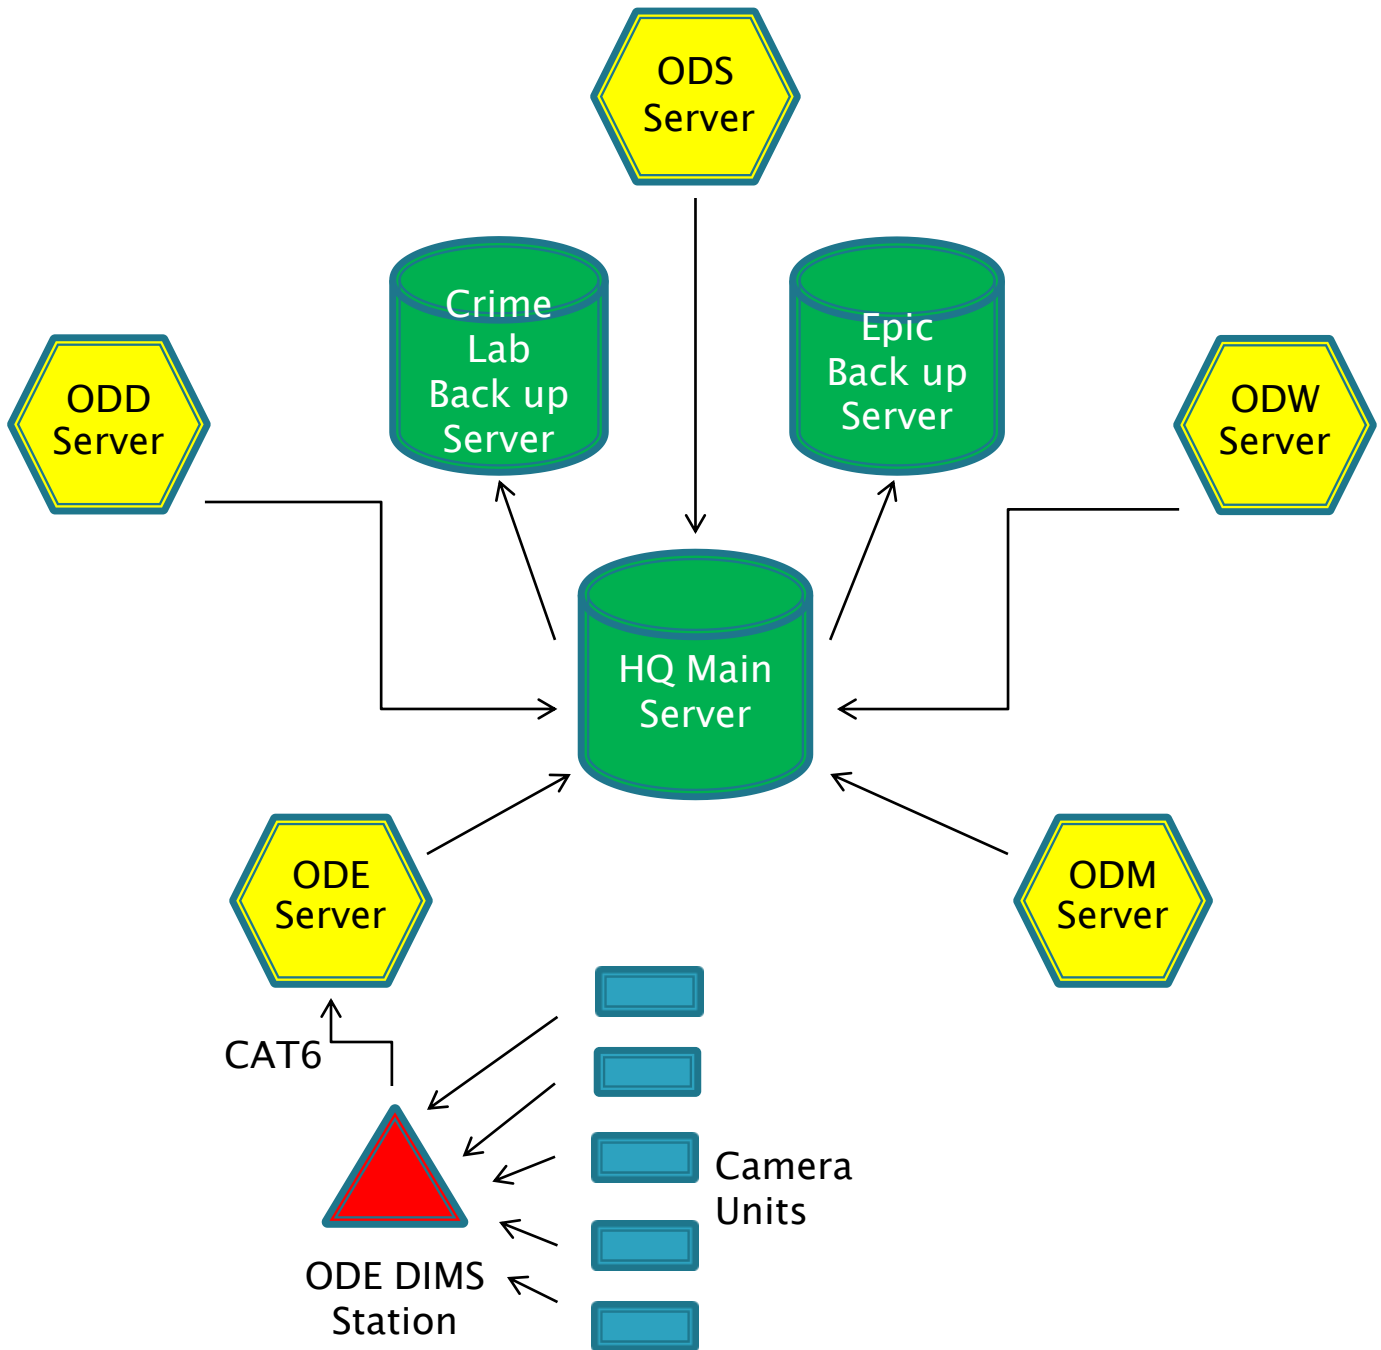 ODS
Server
Crime
Lab
Back up
Server
Epic
Back up
Server
ODD
Server
ODW
Server
HQ Main
Server
ODE
Server
ODM
Server
CAT6
Camera
Units
ODE DIMS
Station